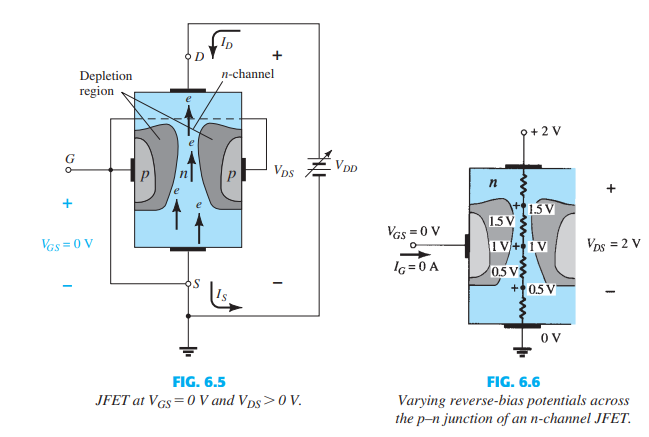 I_D
D
+
Depletion
region
n-channel
e
e
G
p
n
p
V_DS
V_DD
e
e
+
V_GS = 0 V
–
S
I_S
–
FIG. 6.5
JFET at V_GS = 0 V and V_DS > 0 V.
+ 2 V
n
+
+
1.5 V
1.5 V
V_GS = 0 V
1 V
+
1 V
V_DS = 2 V
I_G = 0 A
0.5 V
+
0.5 V
–
0 V
FIG. 6.6
Varying reverse-bias potentials across
the p–n junction of an n-channel JFET.